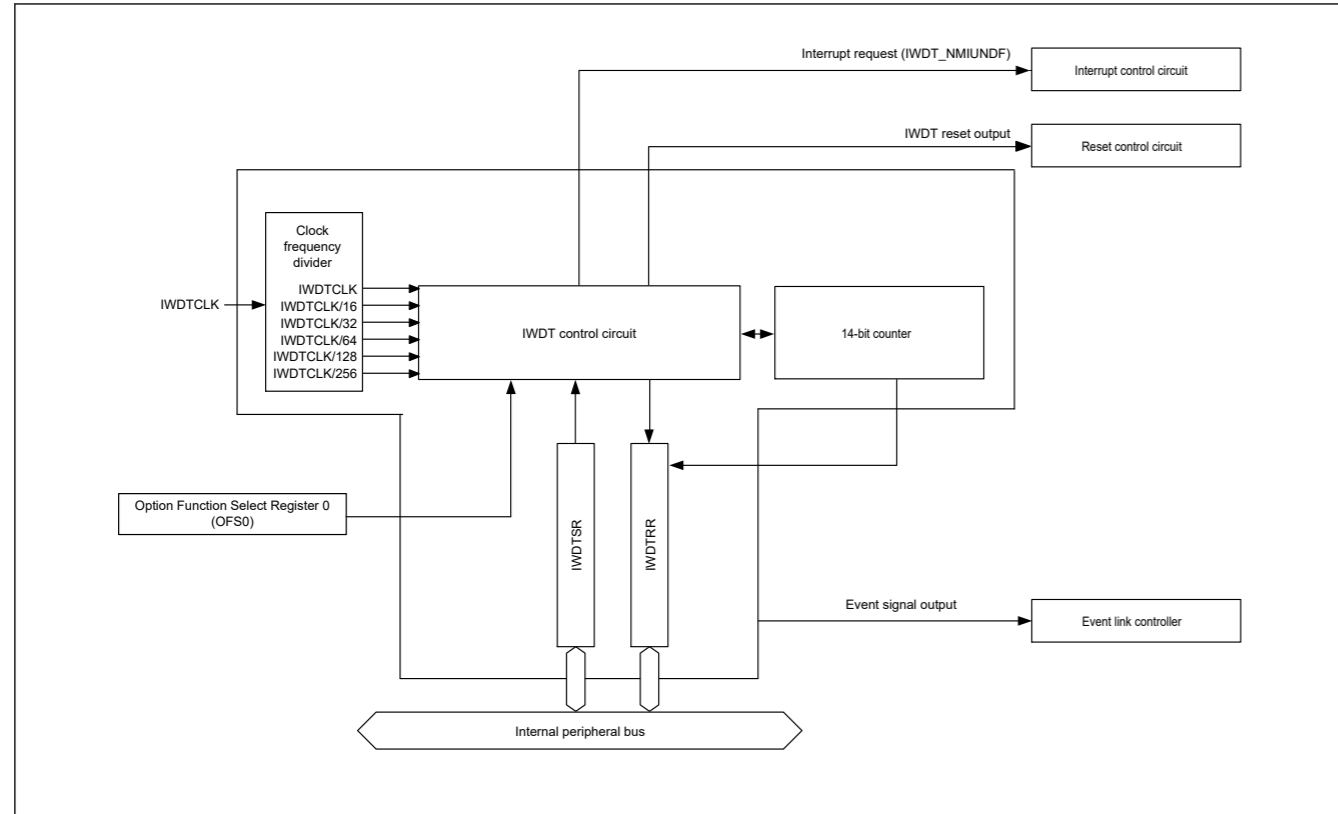 Interrupt request (IWDT_NMIUNDF)
Interrupt control circuit
IWDT reset output
Reset control circuit
Clock
frequency
divider
IWDTCLK
IWDTCLK
IWDTCLK/16
IWDTCLK/32
IWDTCLK/64
IWDTCLK/128
IWDTCLK/256
IWDT control circuit
14-bit counter
Option Function Select Register 0
(OFS0)
IWDTSR
IWDTRR
Event signal output
Event link controller
Internal peripheral bus